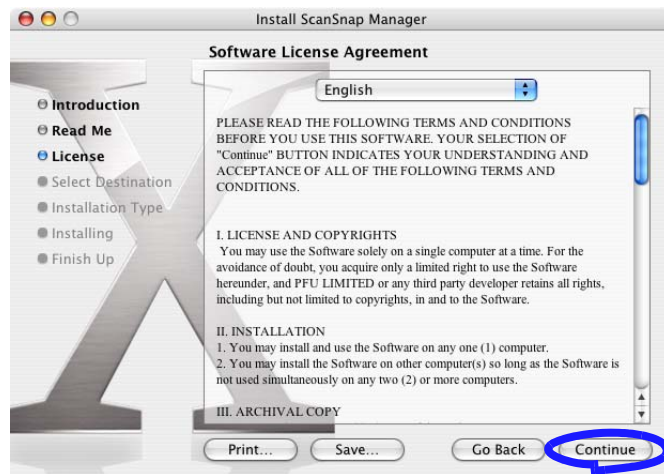 Install ScanSnap Manager
Software License Agreement
English
Introduction
Read Me
License
Select Destination
Installation Type
Installing
Finish Up
PLEASE READ THE FOLLOWING TERMS AND CONDITIONS
BEFORE YOU USE THIS SOFTWARE. YOUR SELECTION OF
"Continue" BUTTON INDICATES YOUR UNDERSTANDING AND
ACCEPTANCE OF ALL OF THE FOLLOWING TERMS AND
CONDITIONS.
I. LICENSE AND COPYRIGHTS
You may use the Software solely on a single computer at a time. For the
avoidance of doubt, you acquire only a limited right to use the Software
hereunder, and PFU LIMITED or any third party developer retains all rights,
including but not limited to copyrights, in and to the Software.
II. INSTALLATION
1. You may install and use the Software on any one (1) computer.
2. You may install the Software on other computer(s) so long as the Software is
not used simultaneously on any two (2) or more computers.
III. ARCHIVAL COPY
Print...
Save...
Go Back
Continue